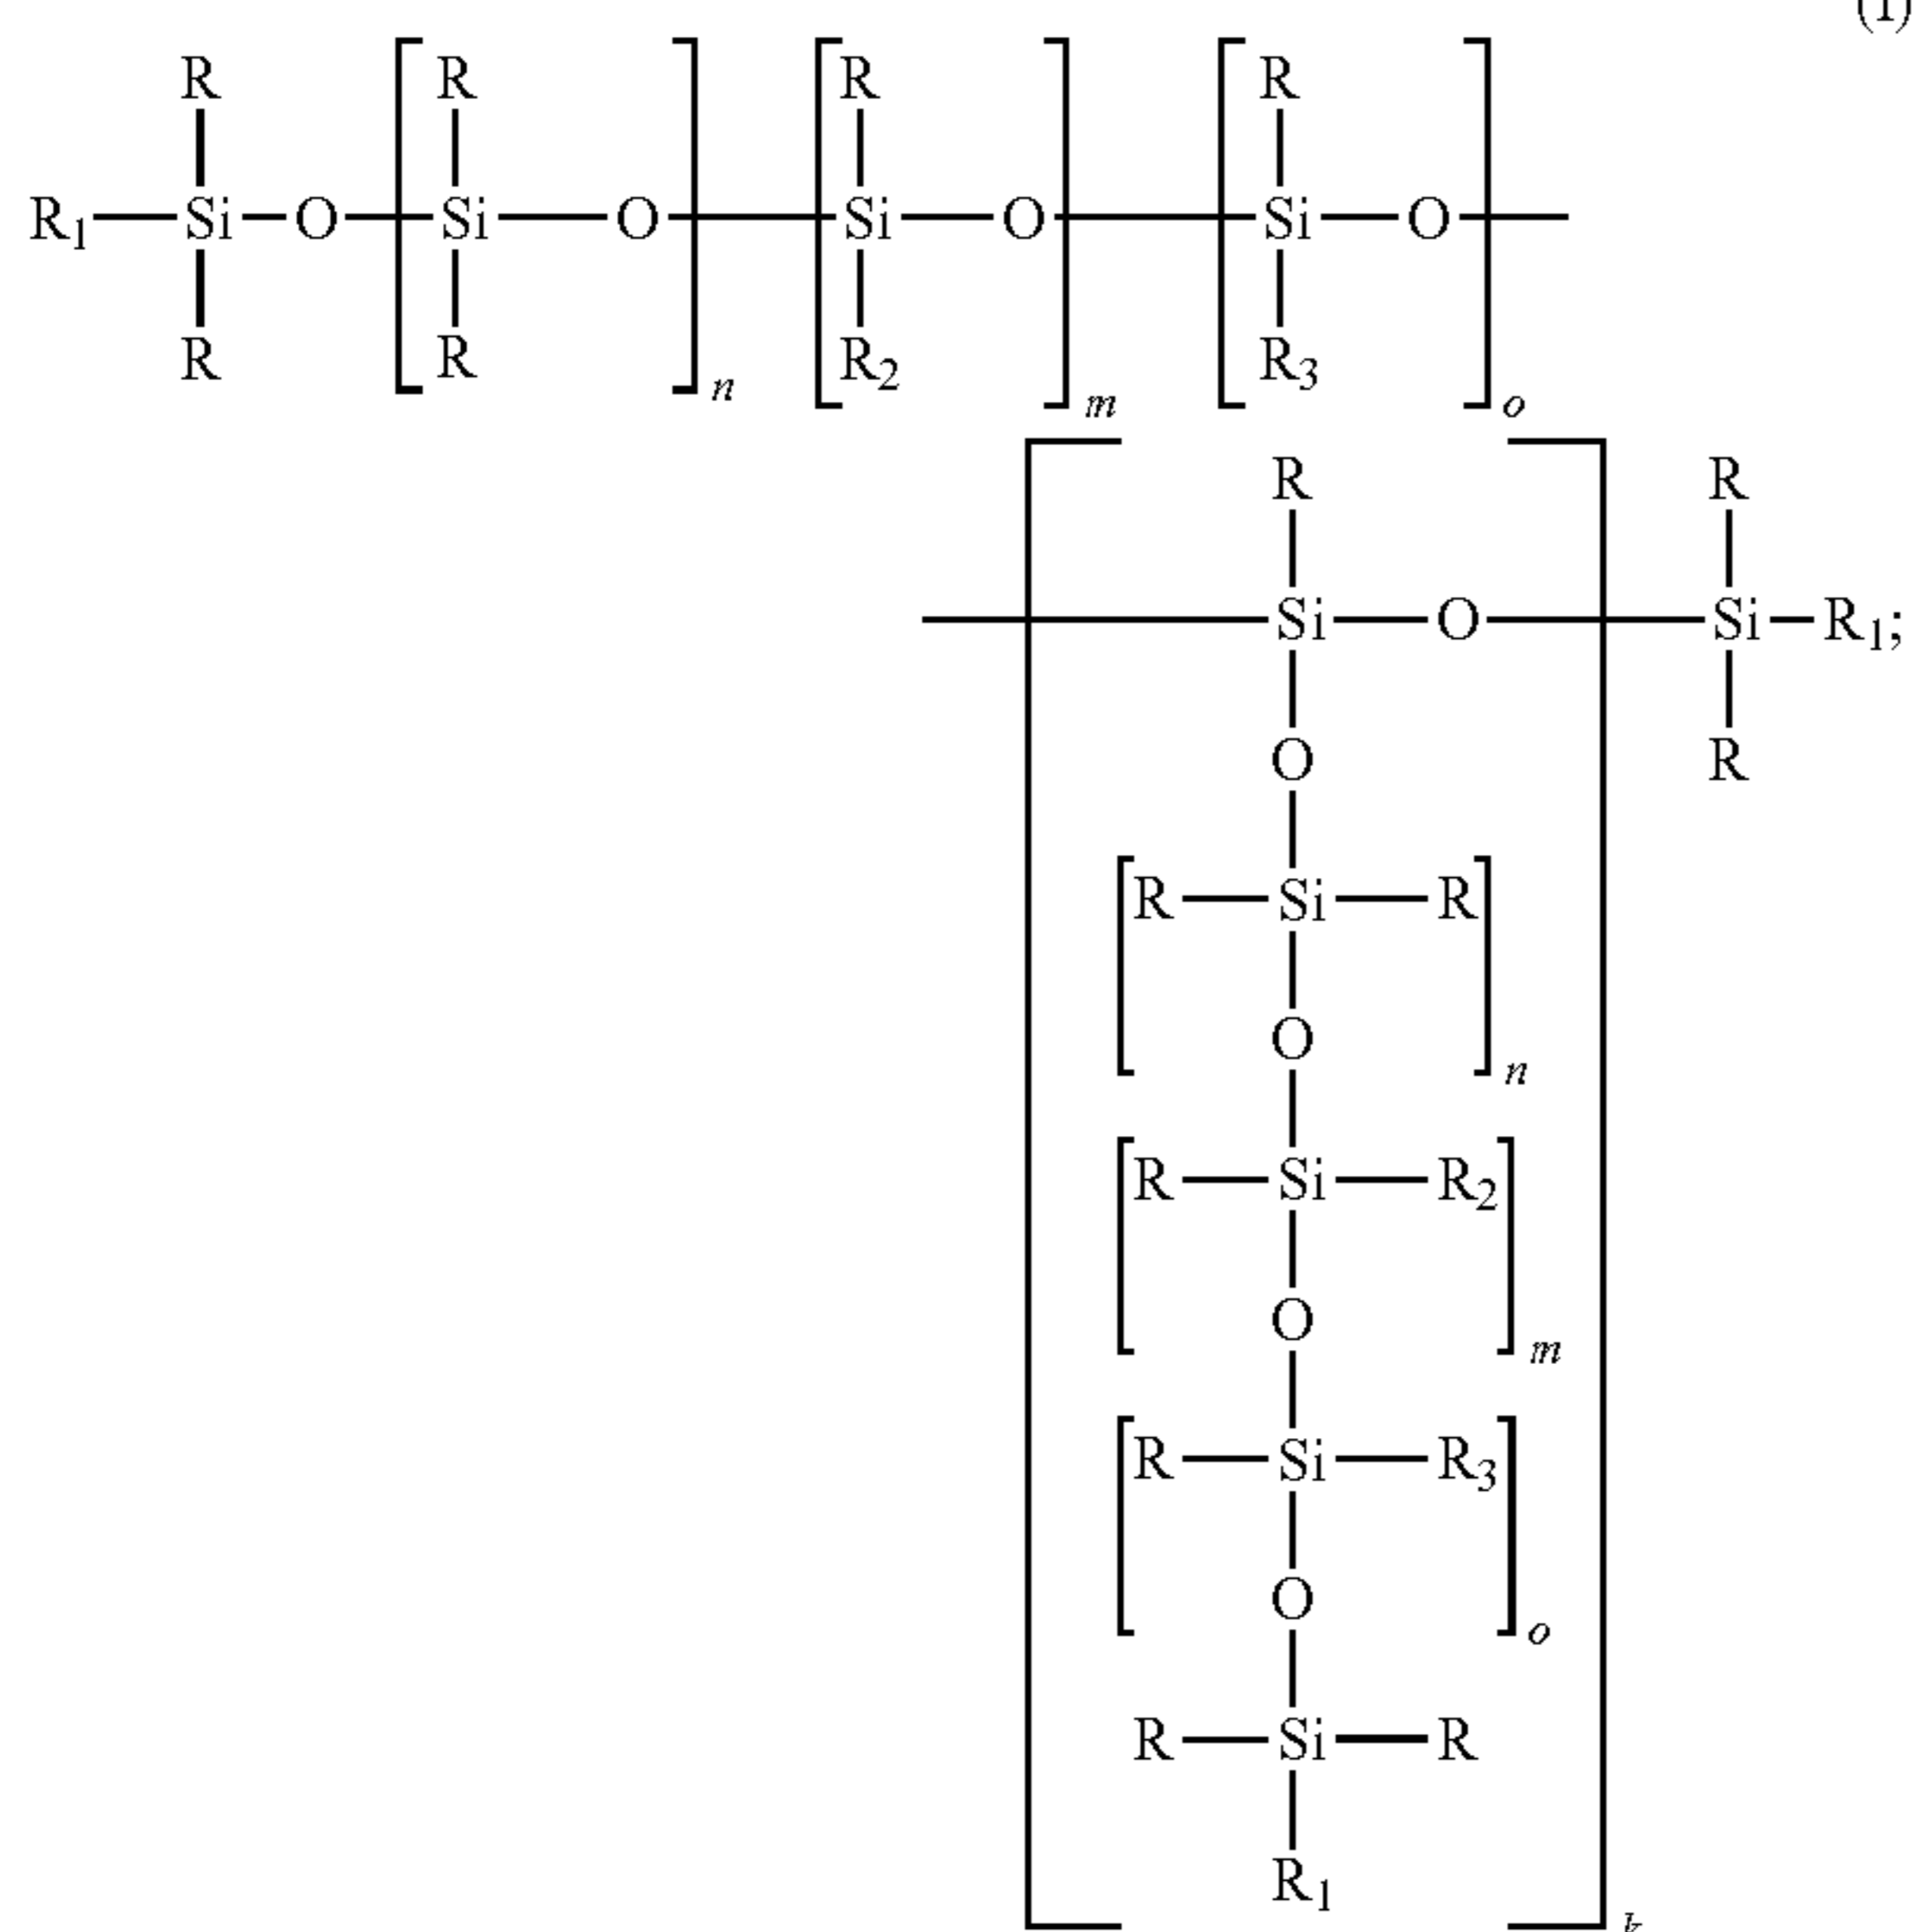 (1)
R R R R
R₁—Si—O—[Si—O]—[Si—O]—[Si—O]—
R R R₂ R₃
n m o
R R
—[Si—O]—Si—R₁;
O R
[R—Si—R]
O
n
[R—Si—R₂]
O
m
[R—Si—R₃]
O
o
R—Si—R
R₁
k